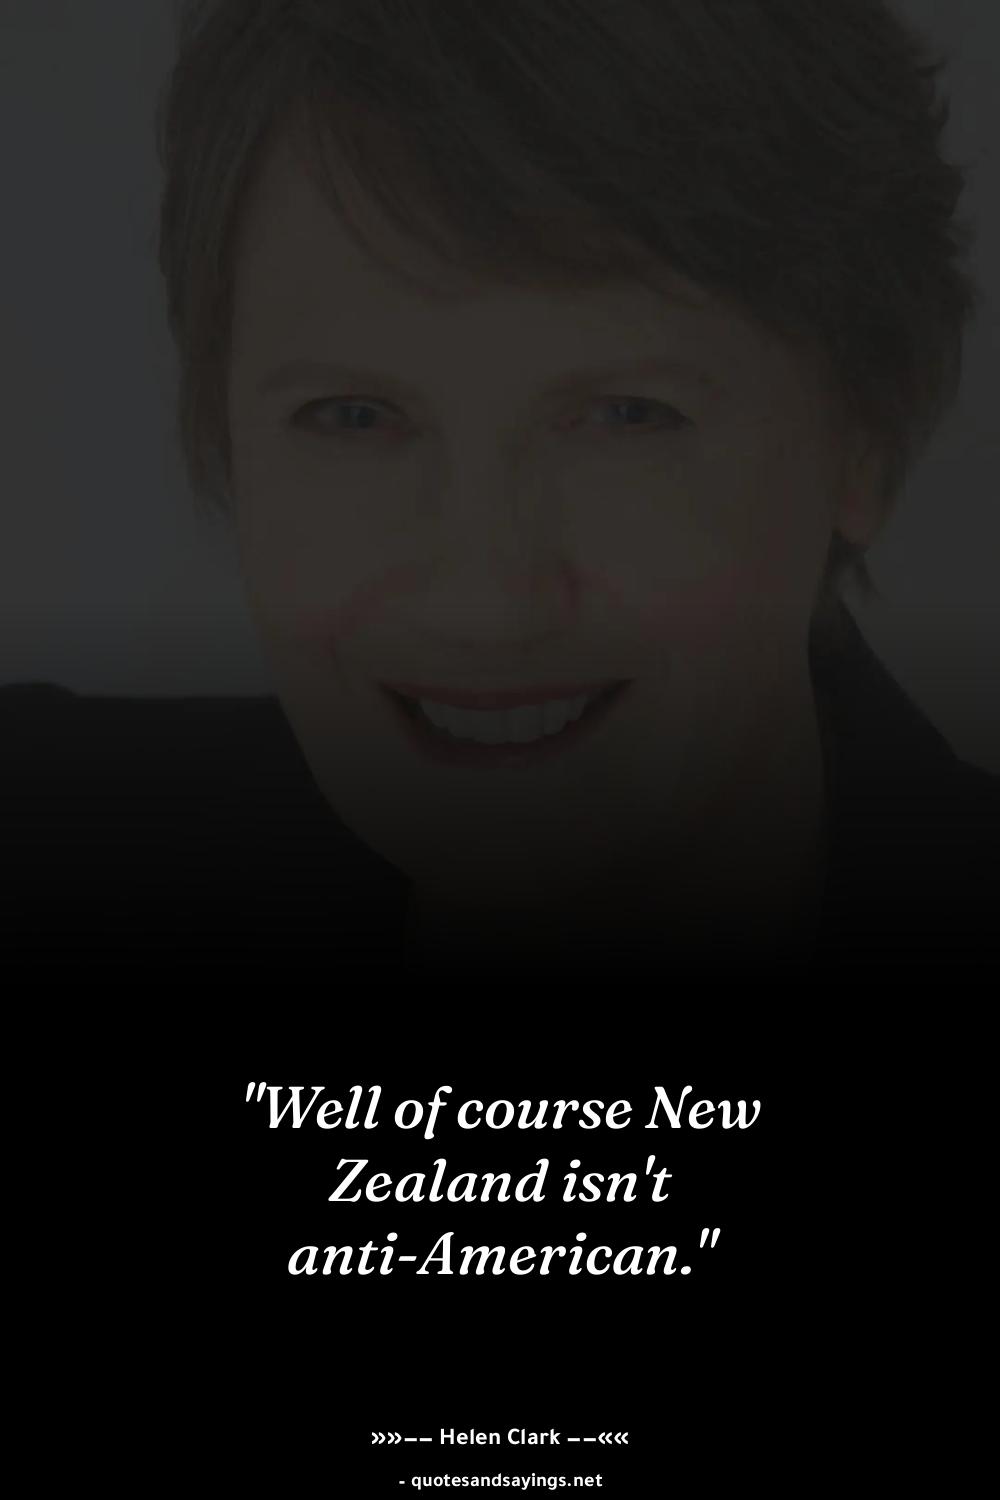 "Well of course New
Zealand isn't
anti-American."
»»−− Helen Clark −−««
- quotesandsayings.net